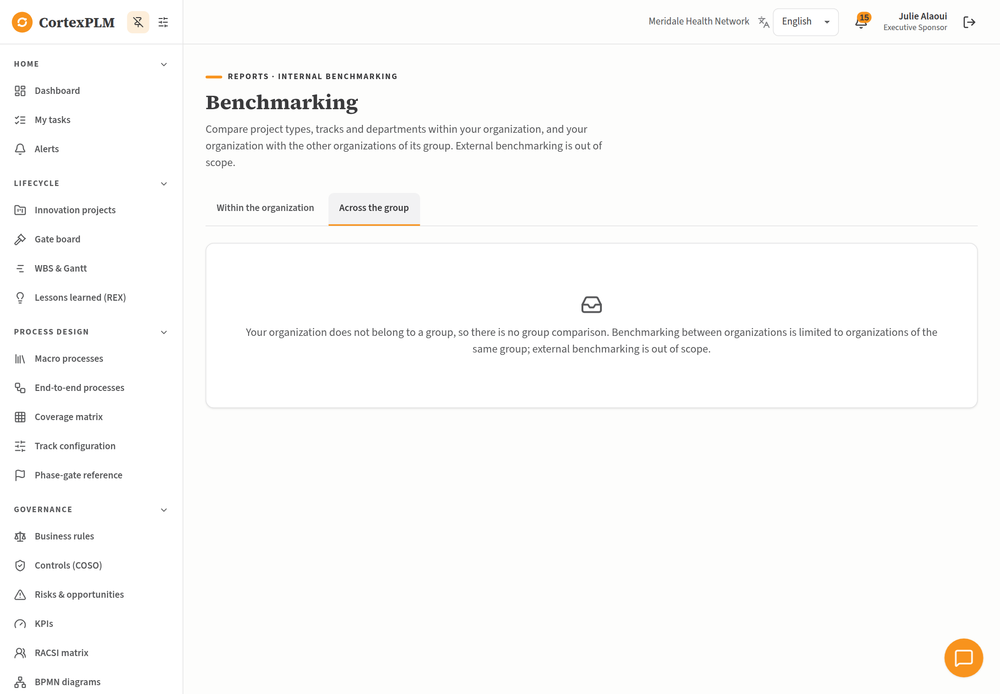 CortexPLM
Meridale Health Network
English
15
Julie Alaoui
Executive Sponsor
HOME
Dashboard
My tasks
Alerts
LIFECYCLE
Innovation projects
Gate board
WBS & Gantt
Lessons learned (REX)
PROCESS DESIGN
Macro processes
End-to-end processes
Coverage matrix
Track configuration
Phase-gate reference
GOVERNANCE
Business rules
Controls (COSO)
Risks & opportunities
KPIs
RACSI matrix
BPMN diagrams
REPORTS · INTERNAL BENCHMARKING
Benchmarking
Compare project types, tracks and departments within your organization, and your
organization with the other organizations of its group. External benchmarking is out of
scope.
Within the organization
Across the group
Your organization does not belong to a group, so there is no group comparison. Benchmarking between organizations is limited to organizations of the
same group; external benchmarking is out of scope.